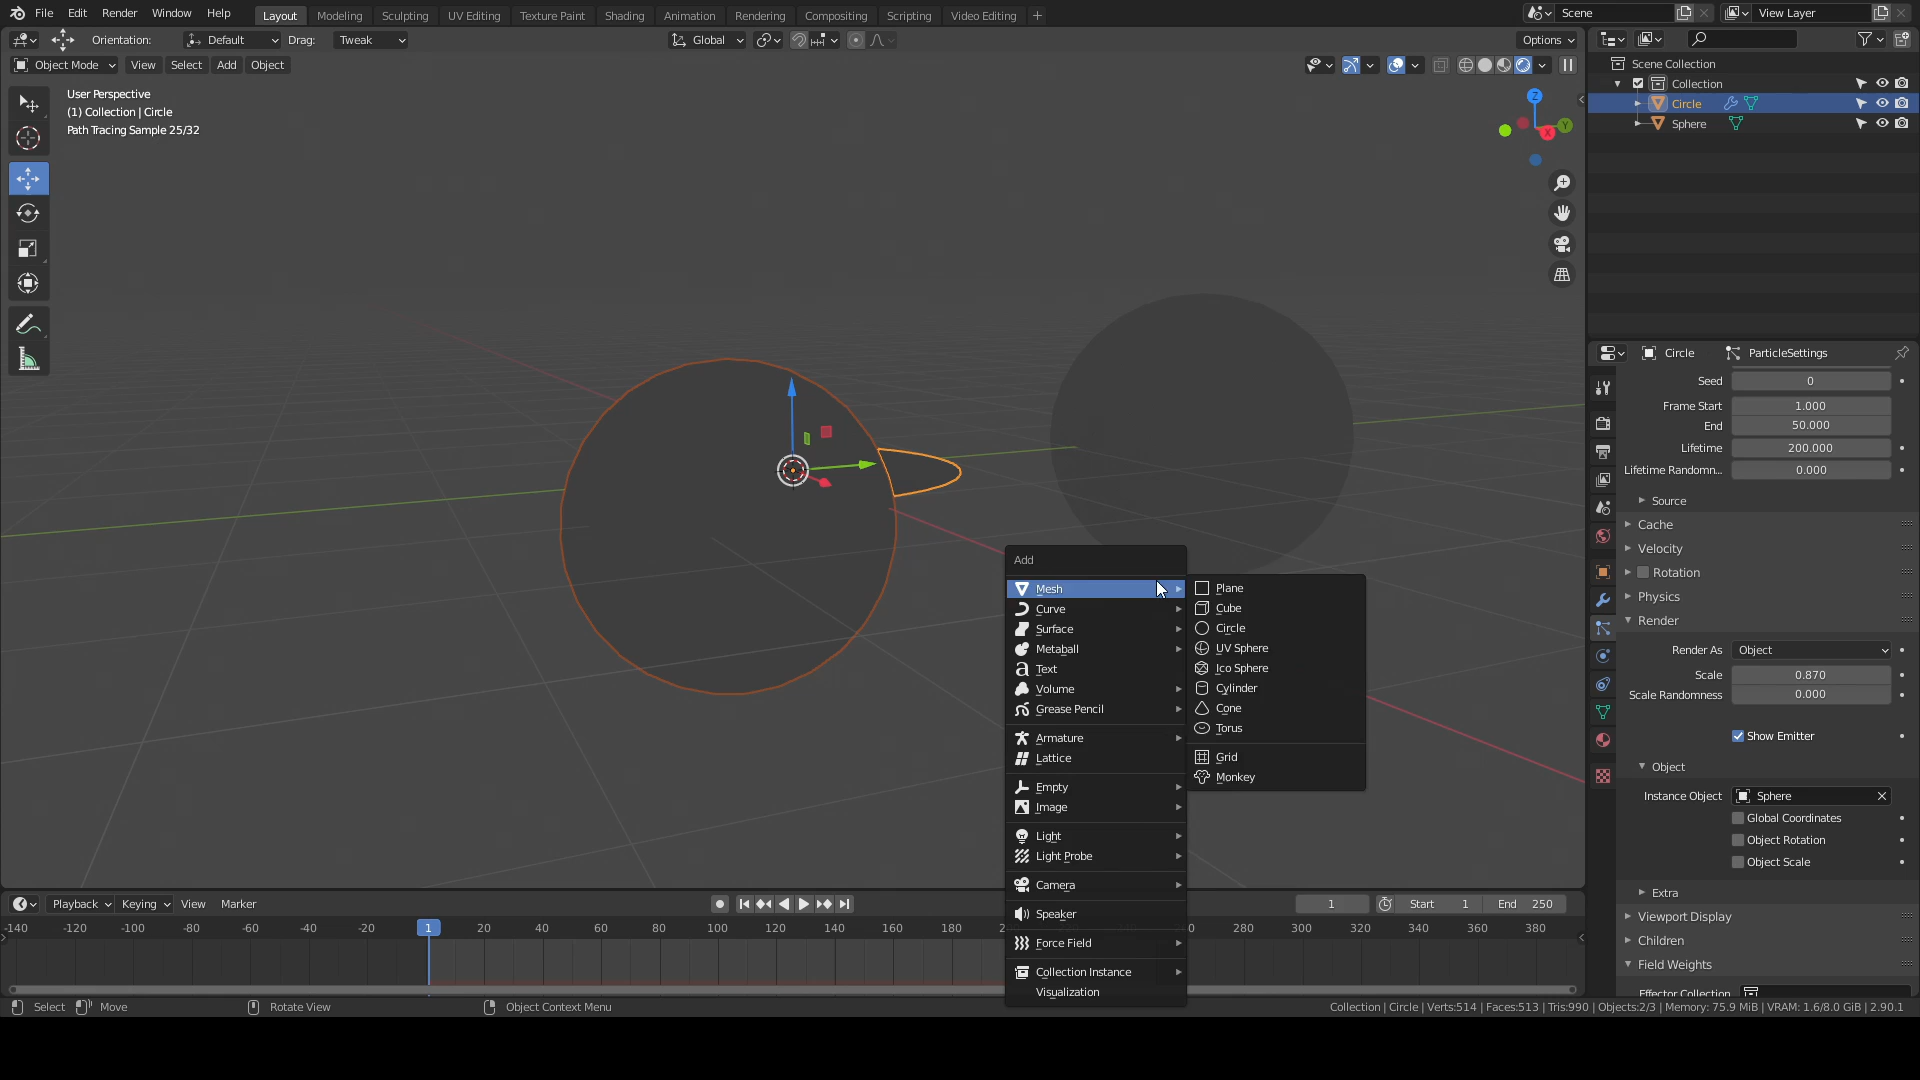 File Edit Render Window Help Layout Modeling Sculpting UV Editing Texture Paint Shading Animation Rendering Compositing Scripting Video Editing + Scene View Layer
Orientation: Default Drag: Tweak Global Options
Object Mode View Select Add Object
User Perspective
(1) Collection | Circle
Path Tracing Sample 25/32
Z
Y
X
Scene Collection
Collection
Circle
Sphere
Circle ParticleSettings
Seed 0
Frame Start 1.000
End 50.000
Lifetime 200.000
Lifetime Randomn... 0.000
Source
Cache
Velocity
Rotation
Physics
Render
Render As Object
Scale 0.870
Scale Randomness 0.000
Show Emitter
Object
Instance Object Sphere
Global Coordinates
Object Rotation
Object Scale
Extra
Viewport Display
Children
Field Weights
Effector Collection
Add
Mesh
Curve
Surface
Metaball
Text
Volume
Grease Pencil
Armature
Lattice
Empty
Image
Light
Light Probe
Camera
Speaker
Force Field
Collection Instance
Visualization
Plane
Cube
Circle
UV Sphere
Ico Sphere
Cylinder
Cone
Torus
Grid
Monkey
Playback Keying View Marker 1 Start 1 End 250
-140 -120 -100 -80 -60 -40 -20 1 20 40 60 80 100 120 140 160 180 280 300 320 340 360 380
Select Move Rotate View Object Context Menu Collection | Circle | Verts:514 | Faces:513 | Tris:990 | Objects:2/3 | Memory: 75.9 MiB | VRAM: 1.6/8.0 GiB | 2.90.1